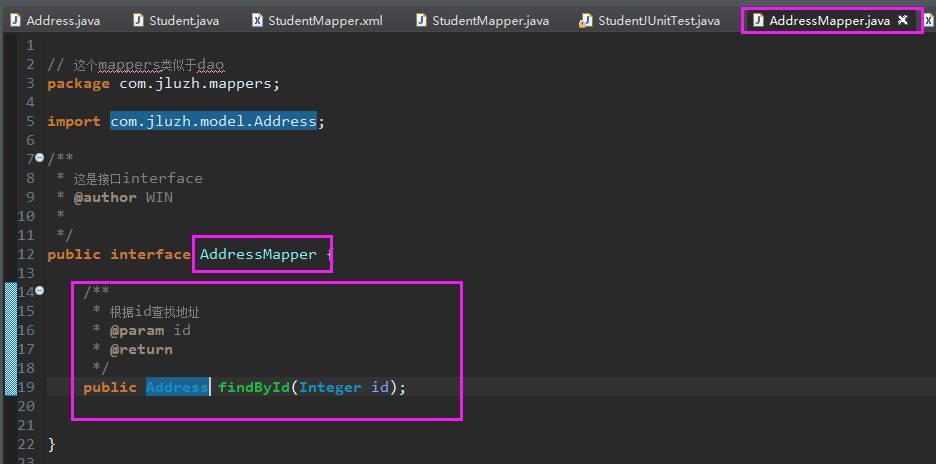 Address.java Student.java StudentMapper.xml StudentMapper.java StudentJUnitTest.java AddressMapper.java
1
2 // 这个mappers类似于dao
3 package com.jluzh.mappers;
4
5 import com.jluzh.model.Address;
6
7 /**
8 * 这是接口interface
9 * @author WIN
10 *
11 */
12 public interface AddressMapper {
13
14 /**
15 * 根据id查找地址
16 * @param id
17 * @return
18 */
19 public Address findById(Integer id);
20
21
22 }
23